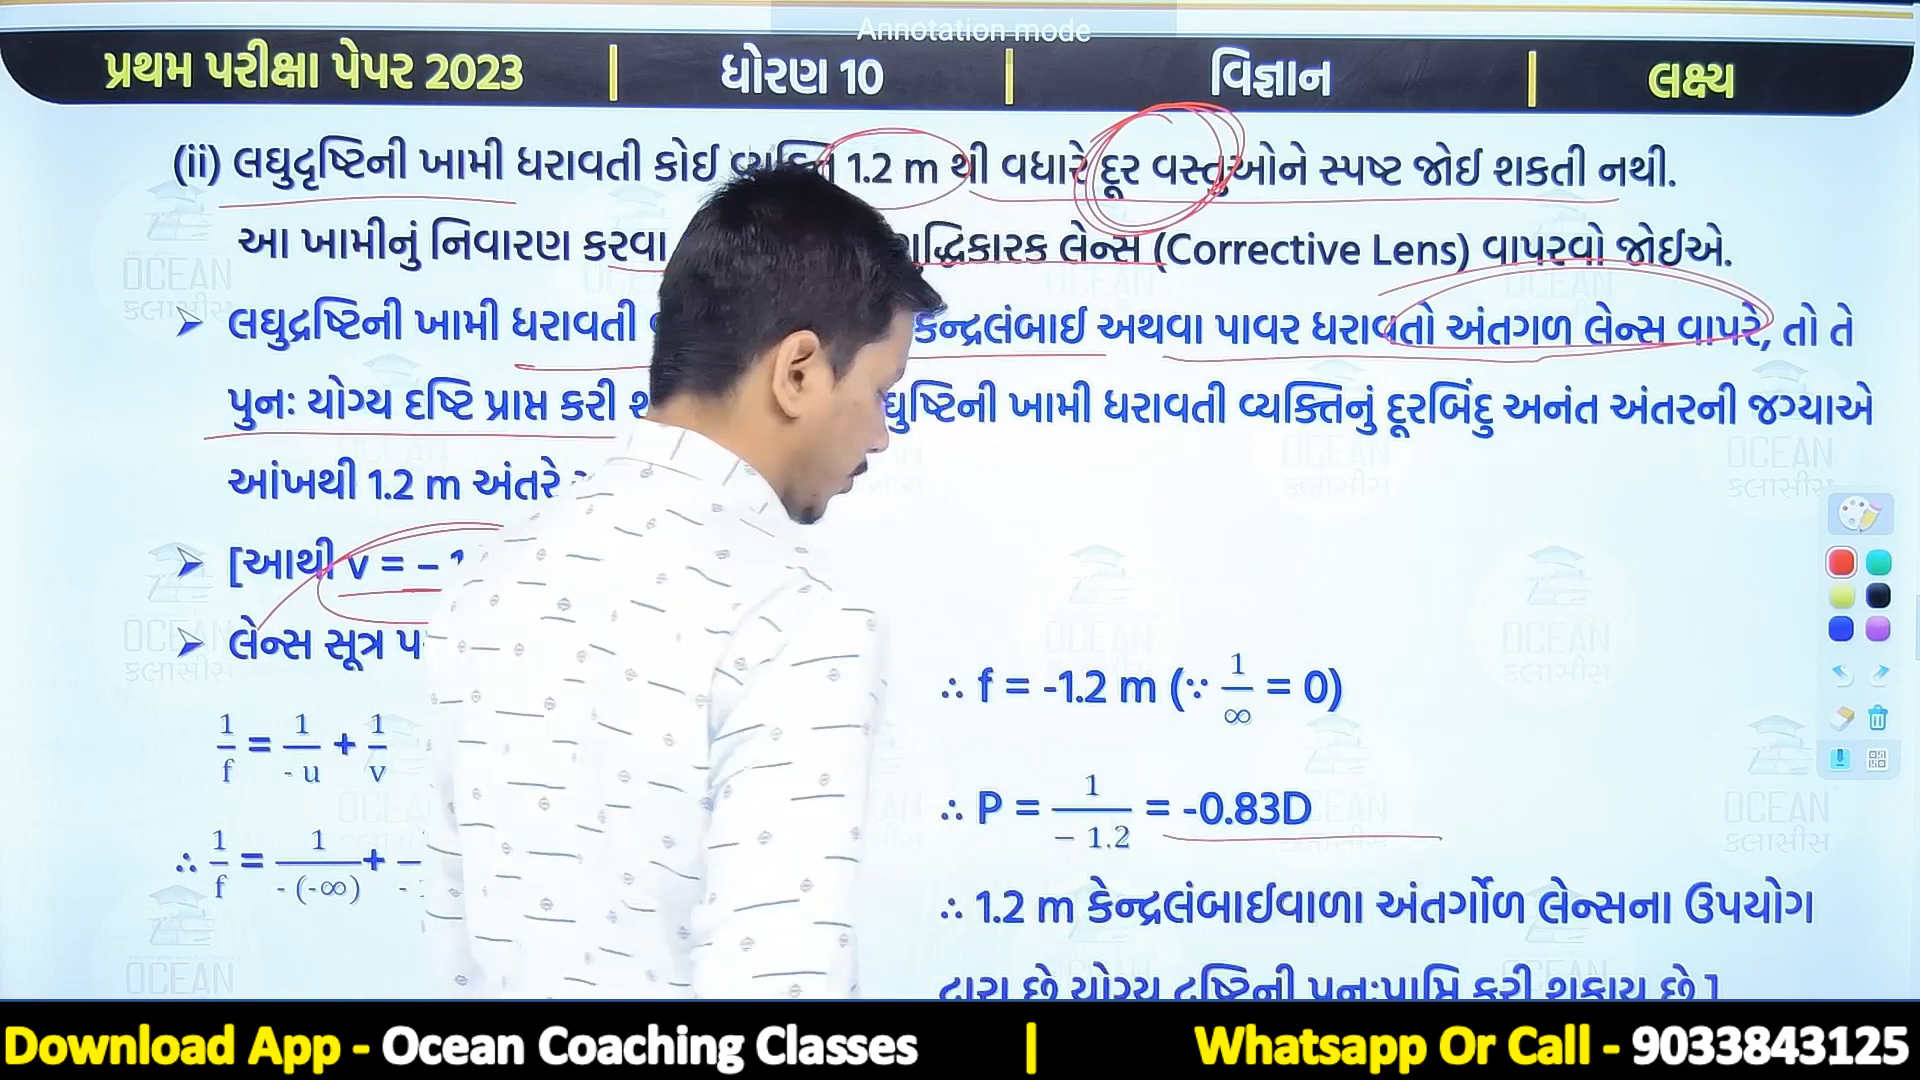 Annotation mode
પ્રથમ પરીક્ષા પેપર 2023 | ધોરણ 10 | વિજ્ઞાન | લક્ષ્ય
(ii) લઘુદૃષ્ટિની ખામી ધરાવતી કોઈ વ્યક્તિ 1.2 m થી વધારે દૂર વસ્તુઓને સ્પષ્ટ જોઈ શકતી નથી.
આ ખામીનું નિવારણ કરવા લેન્સ (Corrective Lens) વાપરવો જોઈએ.
➢ લઘુદ્રષ્ટિની ખામી ધરાવતી કેન્દ્રલંબાઈ અથવા પાવર ધરાવતો અંતગળ લેન્સ વાપરે, તો તે
પુનઃ યોગ્ય દષ્ટિ પ્રાપ્ત કરી ખામી ધરાવતી વ્યક્તિનું દૂરબિંદુ અનંત અંતરની જગ્યાએ
આંખથી 1.2 m અંતરે
➢ [આથી v = –
➢ લેન્સ સૂત્ર
1/f = 1/- u + 1/v
∴ 1/f = 1/- (-∞) +
∴ f = -1.2 m (∵ 1/∞ = 0)
∴ P = 1/– 1.2 = -0.83D
∴ 1.2 m કેન્દ્રલંબાઈવાળા અંતર્ગોળ લેન્સના ઉપયોગ
દ્વારા છે યોગ્ય દ્રષ્ટિની પુનઃપ્રાપ્તિ કરી શકાય છે.]
OCEAN
ક્લાસીસ
Download App - Ocean Coaching Classes | Whatsapp Or Call - 9033843125